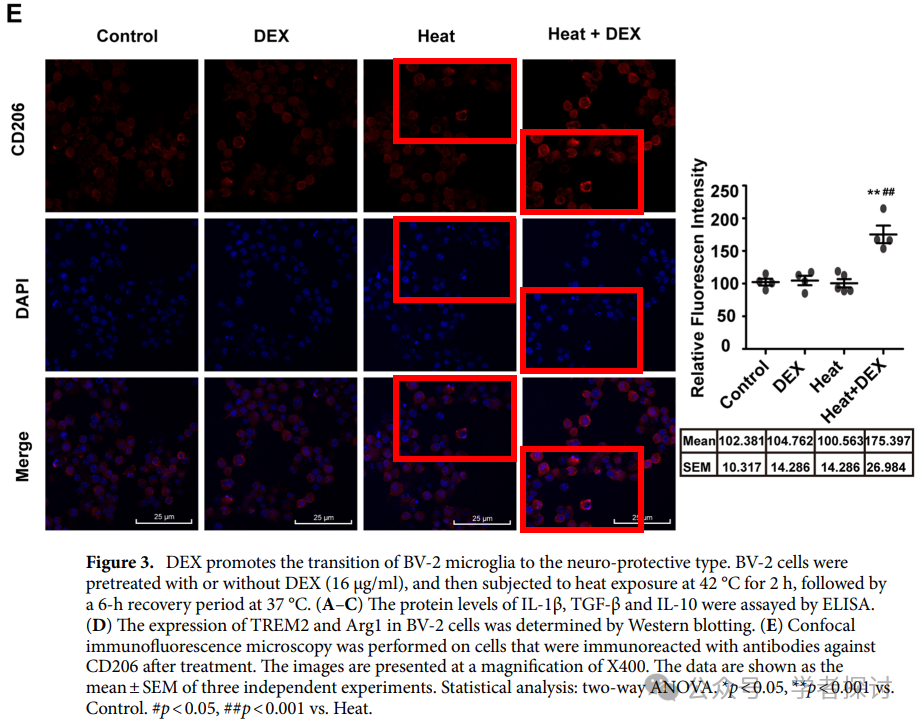 E
Control
DEX
Heat
Heat + DEX
CD206
DAPI
Merge
25 μm
25 μm
25 μm
25 μm
Relative Fluorescen Intensity
250
200
150
100
50
0
**##
Control
DEX
Heat
Heat+DEX
Mean 102.381 104.762 100.563 175.397
SEM 10.317 14.286 14.286 26.984
Figure 3. DEX promotes the transition of BV-2 microglia to the neuro-protective type. BV-2 cells were
pretreated with or without DEX (16 μg/ml), and then subjected to heat exposure at 42 °C for 2 h, followed by
a 6-h recovery period at 37 °C. (A–C) The protein levels of IL-1β, TGF-β and IL-10 were assayed by ELISA.
(D) The expression of TREM2 and Arg1 in BV-2 cells was determined by Western blotting. (E) Confocal
immunofluorescence microscopy was performed on cells that were immunoreacted with antibodies against
CD206 after treatment. The images are presented at a magnification of X400. The data are shown as the
mean ± SEM of three independent experiments. Statistical analysis: two-way ANOVA, *p < 0.05, **p < 0.001 vs.
Control. #p < 0.05, ##p < 0.001 vs. Heat.
公众号 · 学者探讨